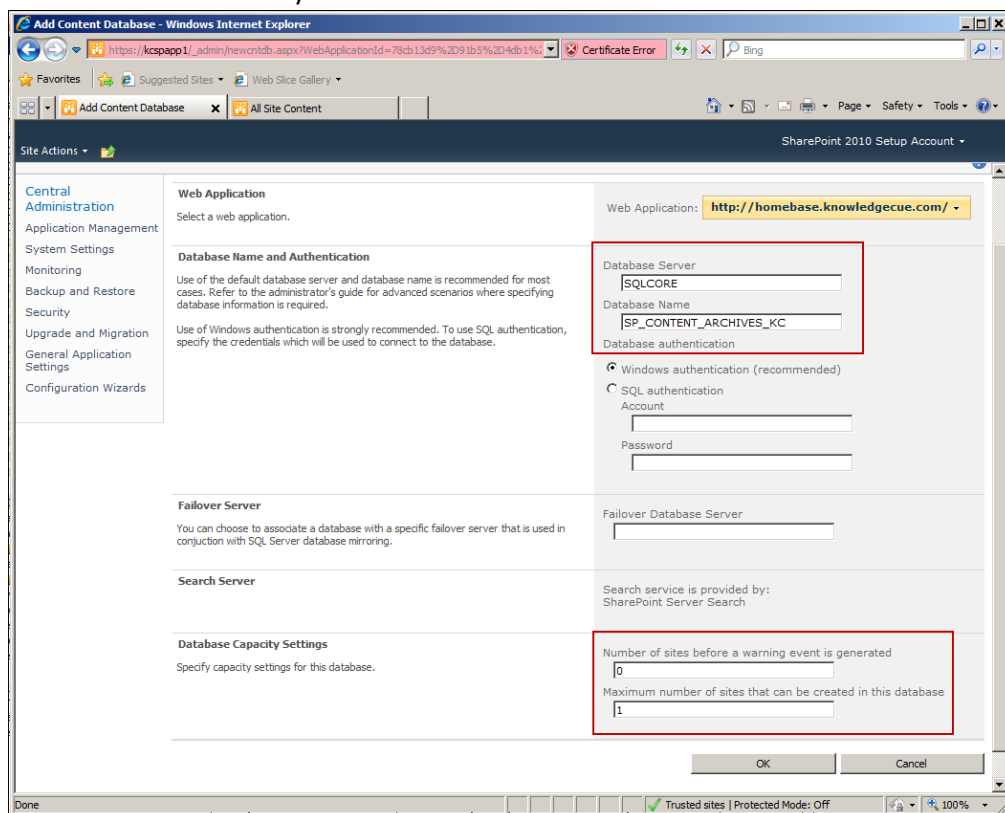 Add Content Database - Windows Internet Explorer
https://kcspapp1/_admin/newcntdb.aspx?WebApplicationId=78cb13d9%2D91b5%2D4db1%2 Certificate Error Bing
Favorites Suggested Sites Web Slice Gallery
Add Content Database All Site Content Page Safety Tools
SharePoint 2010 Setup Account
Site Actions
Central
Administration
Application Management
System Settings
Monitoring
Backup and Restore
Security
Upgrade and Migration
General Application
Settings
Configuration Wizards
Web Application
Select a web application.
Web Application: http://homebase.knowledgecue.com/
Database Name and Authentication
Use of the default database server and database name is recommended for most
cases. Refer to the administrator's guide for advanced scenarios where specifying
database information is required.
Use of Windows authentication is strongly recommended. To use SQL authentication,
specify the credentials which will be used to connect to the database.
Database Server
SQLCORE
Database Name
SP_CONTENT_ARCHIVES_KC
Database authentication
Windows authentication (recommended)
SQL authentication
Account
Password
Failover Server
You can choose to associate a database with a specific failover server that is used in
conjuction with SQL Server database mirroring.
Failover Database Server
Search Server
Search service is provided by:
SharePoint Server Search
Database Capacity Settings
Specify capacity settings for this database.
Number of sites before a warning event is generated
0
Maximum number of sites that can be created in this database
1
OK Cancel
Done Trusted sites | Protected Mode: Off 100%